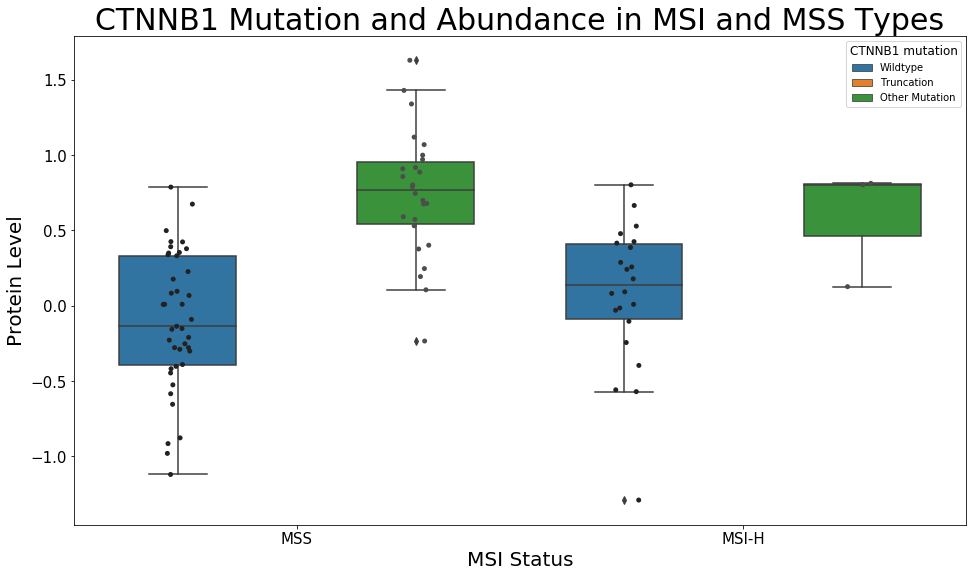 CTNNB1 Mutation and Abundance in MSI and MSS Types
CTNNB1 mutation
Wildtype
Truncation
Other Mutation
Protein Level
1.5
1.0
0.5
0.0
−0.5
−1.0
MSS
MSI-H
MSI Status